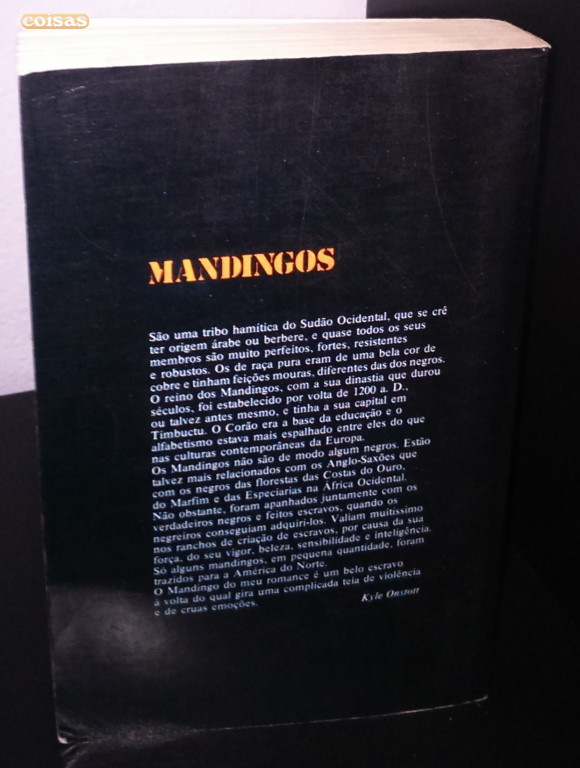 coisas
MANDINGOS
São uma tribo hamítica do Sudão Ocidental, que se crê
ter origem árabe ou berbere, e quase todos os seus
membros são muito perfeitos, fortes, resistentes
e robustos. Os de raça pura eram de uma bela cor de
cobre e tinham feições mouras, diferentes das dos negros.
O reino dos Mandingos, com a sua dinastia que durou
séculos, foi estabelecido por volta de 1200 a. D.,
ou talvez antes mesmo, e tinha a sua capital em
Timbuctu. O Corão era a base da educação e o
alfabetismo estava mais espalhado entre eles do que
nas culturas contemporâneas da Europa.
Os Mandingos não são de modo algum negros. Estão
talvez mais relacionados com os Anglo-Saxões que
com os negros das florestas das Costas do Ouro,
do Marfim e das Especiarias na África Ocidental.
Não obstante, foram apanhados juntamente com os
verdadeiros negros e feitos escravos, quando os
negreiros conseguiam adquiri-los. Valiam muitíssimo
nos ranchos de criação de escravos, por causa da sua
força, do seu vigor, beleza, sensibilidade e inteligência.
Só alguns mandingos, em pequena quantidade, foram
trazidos para a América do Norte.
O Mandingo do meu romance é um belo escravo
à volta do qual gira uma complicada teia de violência
e de cruas emoções.
Kyle Onstott